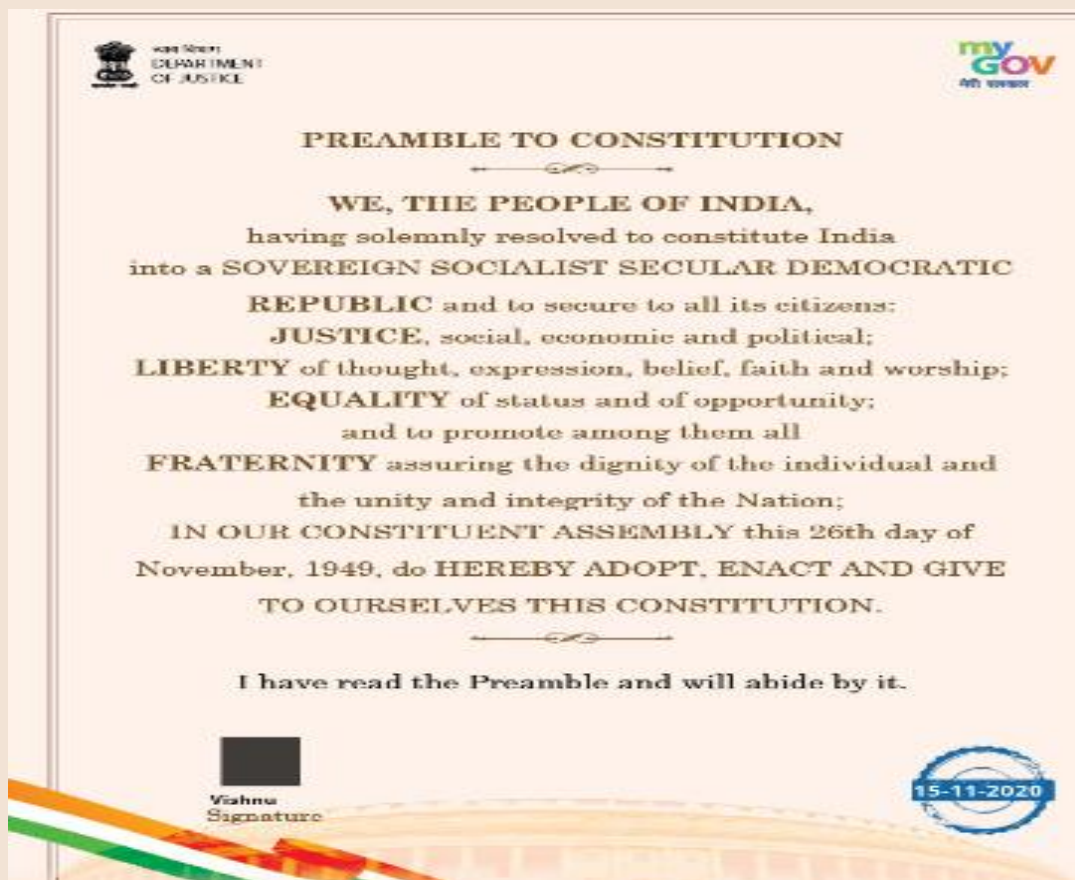 न्याय विभाग
DEPARTMENT
OF JUSTICE
my
GOV
मेरी सरकार
PREAMBLE TO CONSTITUTION
WE, THE PEOPLE OF INDIA,
having solemnly resolved to constitute India
into a SOVEREIGN SOCIALIST SECULAR DEMOCRATIC
REPUBLIC and to secure to all its citizens:
JUSTICE, social, economic and political;
LIBERTY of thought, expression, belief, faith and worship;
EQUALITY of status and of opportunity;
and to promote among them all
FRATERNITY assuring the dignity of the individual and
the unity and integrity of the Nation;
IN OUR CONSTITUENT ASSEMBLY this 26th day of
November, 1949, do HEREBY ADOPT, ENACT AND GIVE
TO OURSELVES THIS CONSTITUTION.
I have read the Preamble and will abide by it.
Vishnu
Signature
15-11-2020